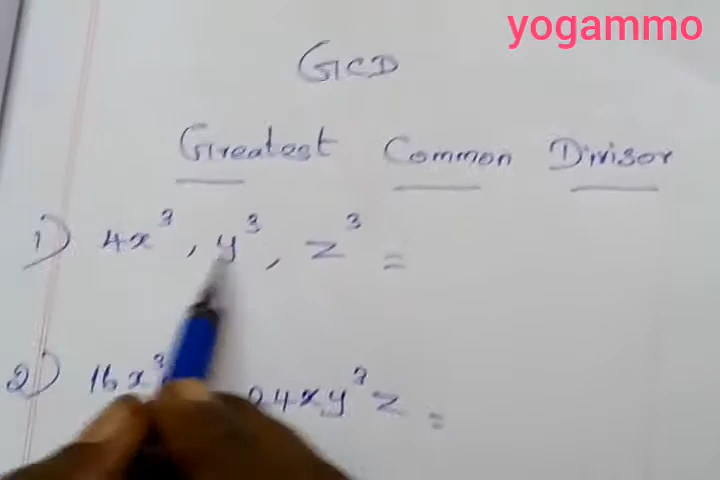 yogammo
GCD
Greatest Common Divisor
1) 4x³, y³, z³ =
2) 16x³ 24xy³z =